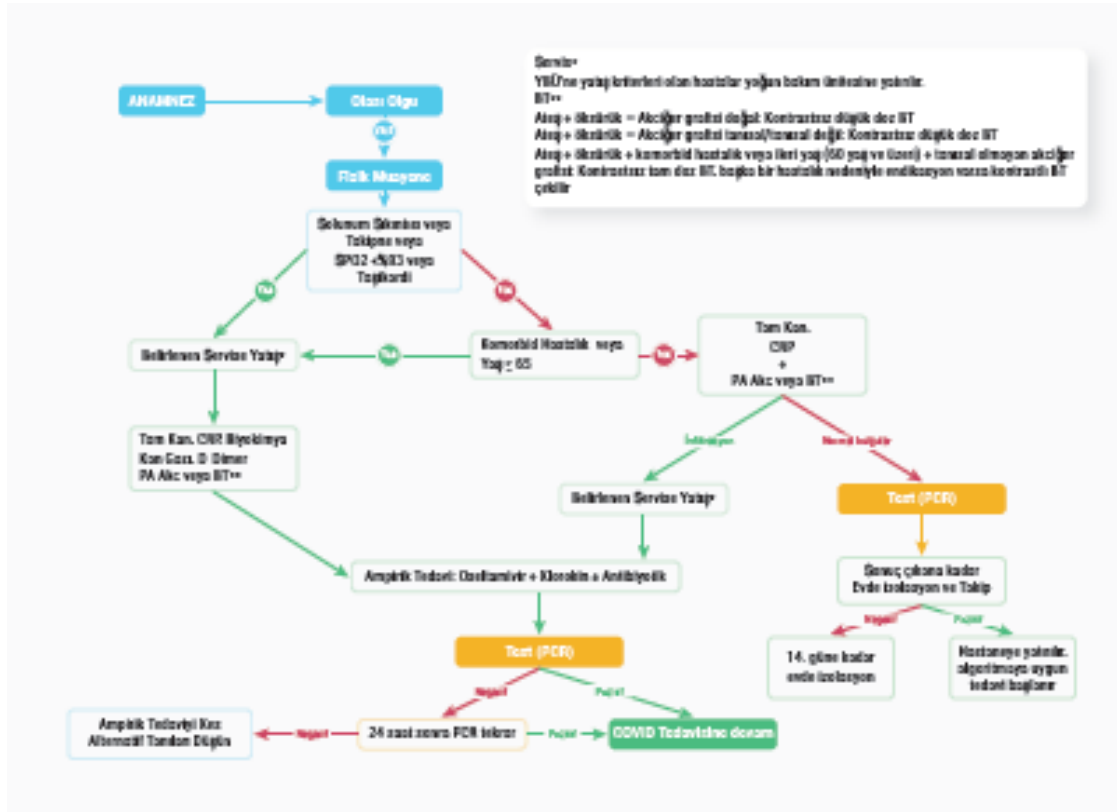 ANAMNEZ
Olası Olgu
Fizik Muayene
Servis*
YBÜ'ne yatış kriterleri olan hastalar yoğun bakım ünitesine yatırılır.
BT**
Ateş + öksürük – Akciğer grafisi doğal: Kontrastsız düşük doz BT
Ateş + öksürük – Akciğer grafisi tanısal/tanısal değil: Kontrastsız düşük doz BT
Ateş + öksürük + komorbid hastalık veya ileri yaş (60 yaş ve üzeri) + tanısal olmayan akciğer
grafisi: Kontrastsız tam doz BT, başka bir hastalık nedeniyle endikasyon varsa kontrastlı BT
çekilir
Solunum Sıkıntısı veya
Takipne veya
SPO2 <%93 veya
Taşikardi
Belirlenen Servise Yatış*
Komorbid Hastalık veya
Yaş ≥ 65
Tam Kan,
CRP
+
PA Akc veya BT**
Tam Kan, CRP, Biyokimya
Kan Gazı, D-Dimer
PA Akc veya BT**
İnfiltrasyon
Normal bulgular
Belirlenen Servise Yatış*
Test (PCR)
Ampirik Tedavi: Oseltamivir + Klorokin ± Antibiyotik
Sonuç çıkana kadar
Evde izolasyon ve Takip
Negatif
Pozitif
14. güne kadar
evde izolasyon
Hastaneye yatırılır,
algoritmaya uygun
tedavi başlanır
Test (PCR)
Negatif
Pozitif
Ampirik Tedaviyi Kes
Alternatif Tanıları Düşün
Negatif
24 saat sonra PCR tekrar
Pozitif
COVID Tedavisine devam